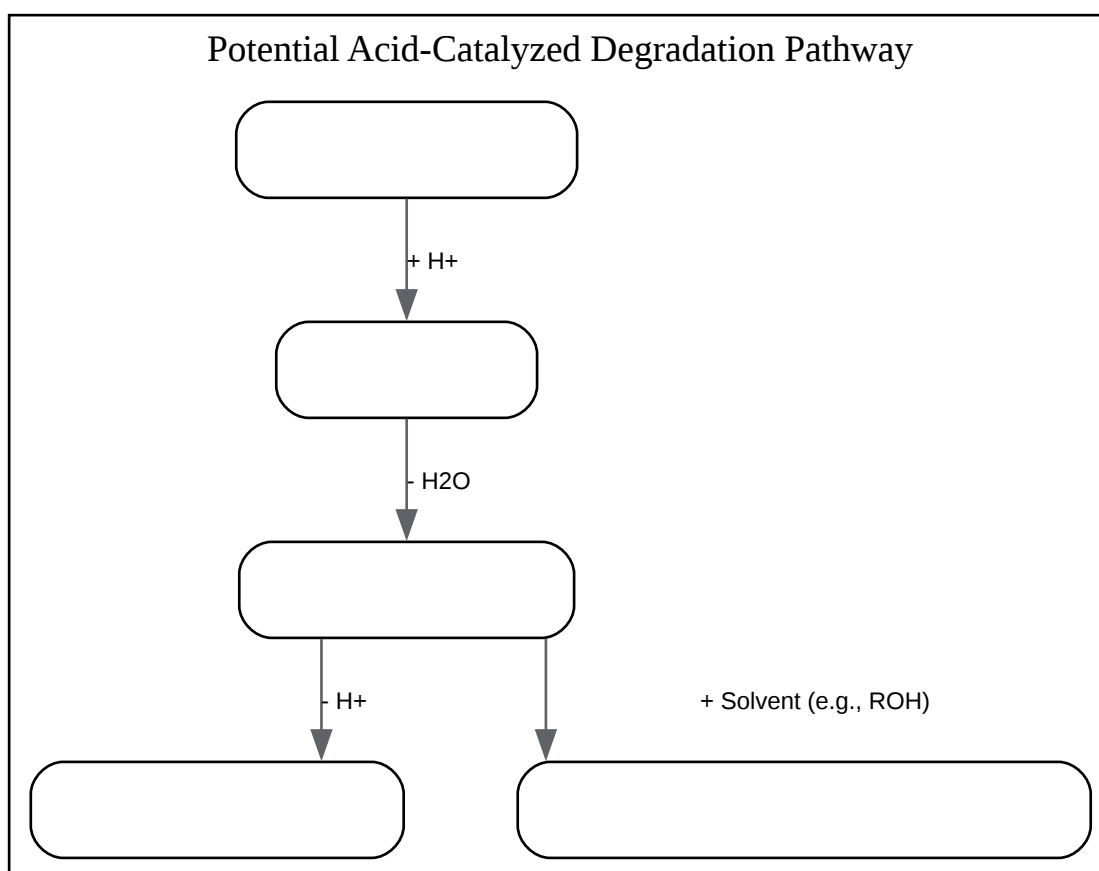 Potential Acid-Catalyzed Degradation Pathway
+ H+
- H2O
- H+
+ Solvent (e.g., ROH)